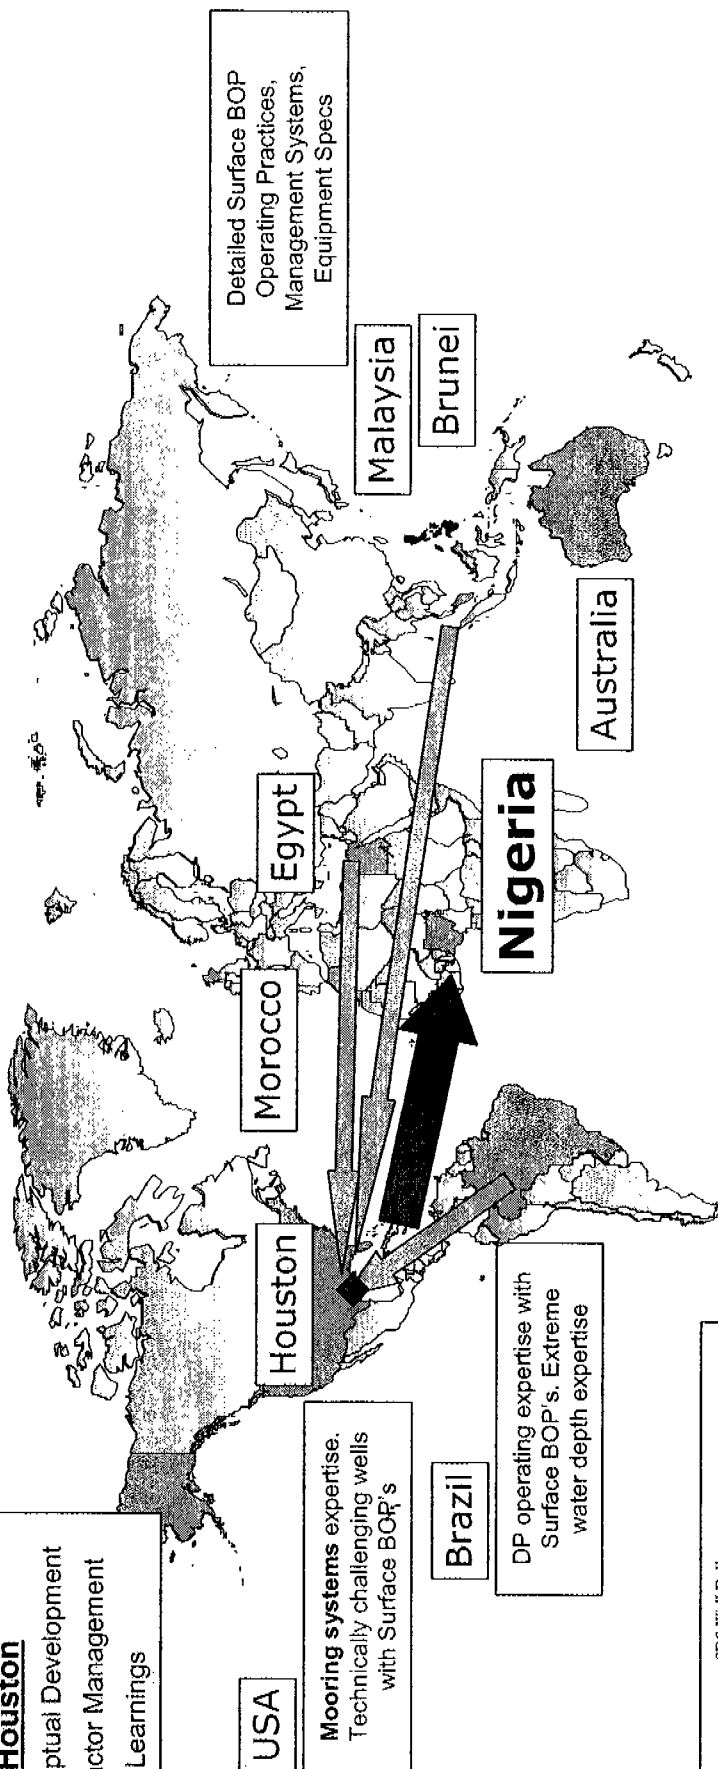 Houston
ptual Development
ctor Management
Learnings
USA
Mooring systems expertise.
Technically challenging wells
with Surface BOP's
Houston
Brazil
DP operating expertise with
Surface BOP's. Extreme
water depth expertise
Morocco
Egypt
Nigeria
Australia
Detailed Surface BOP
Operating Practices,
Management Systems,
Equipment Specs
Malaysia
Brunei